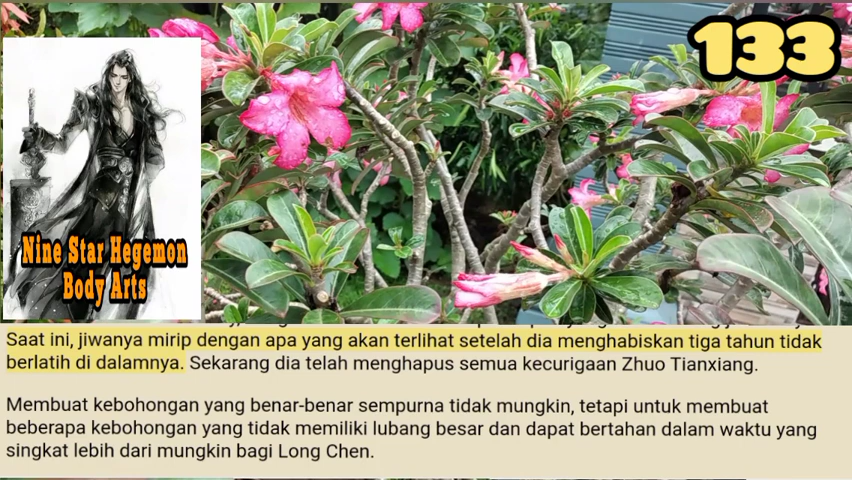 133
Nine Star Hegemon
Body Arts
Saat ini, jiwanya mirip dengan apa yang akan terlihat setelah dia menghabiskan tiga tahun tidak
berlatih di dalamnya. Sekarang dia telah menghapus semua kecurigaan Zhuo Tianxiang.
Membuat kebohongan yang benar-benar sempurna tidak mungkin, tetapi untuk membuat
beberapa kebohongan yang tidak memiliki lubang besar dan dapat bertahan dalam waktu yang
singkat lebih dari mungkin bagi Long Chen.